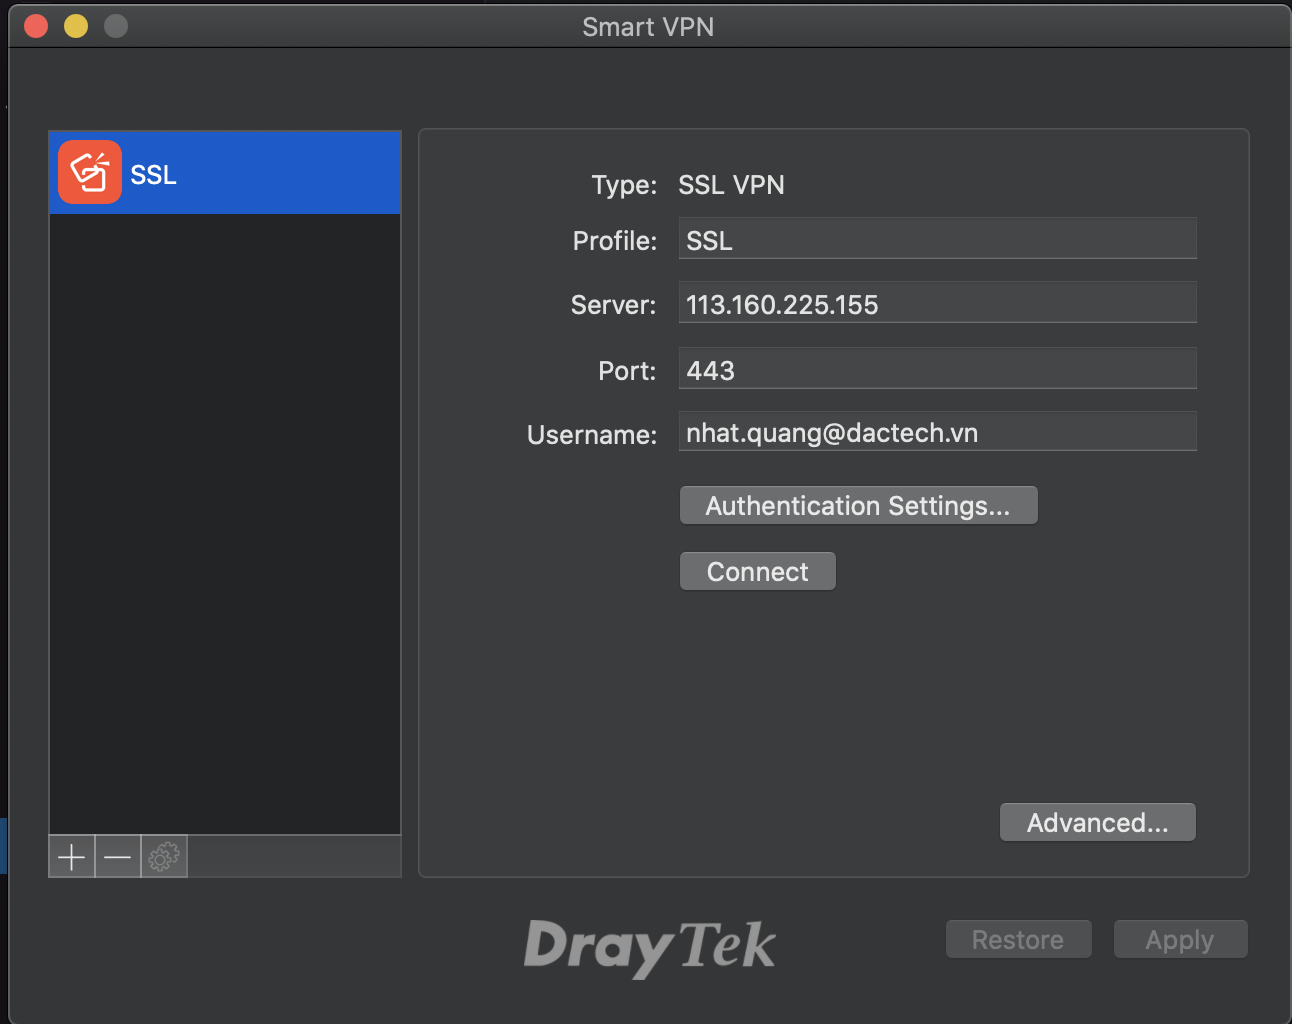 Smart VPN
SSL
Type: SSL VPN
Profile: SSL
Server: 113.160.225.155
Port: 443
Username: nhat.quang@dactech.vn
Authentication Settings...
Connect
Advanced...
DrayTek
Restore
Apply